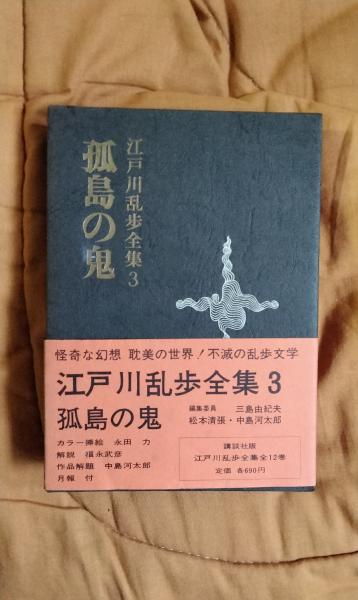 江戸川乱歩全集3
孤島の鬼
怪奇な幻想 耽美の世界!不滅の乱歩文学
江戸川乱歩全集3
孤島の鬼
編集委員 三島由紀夫
松本清張・中島河太郎
カラー挿絵 永田 力
解説 福永武彦
作品解題 中島河太郎
月報 付
講談社版
江戸川乱歩全集全12巻
定価 各690円